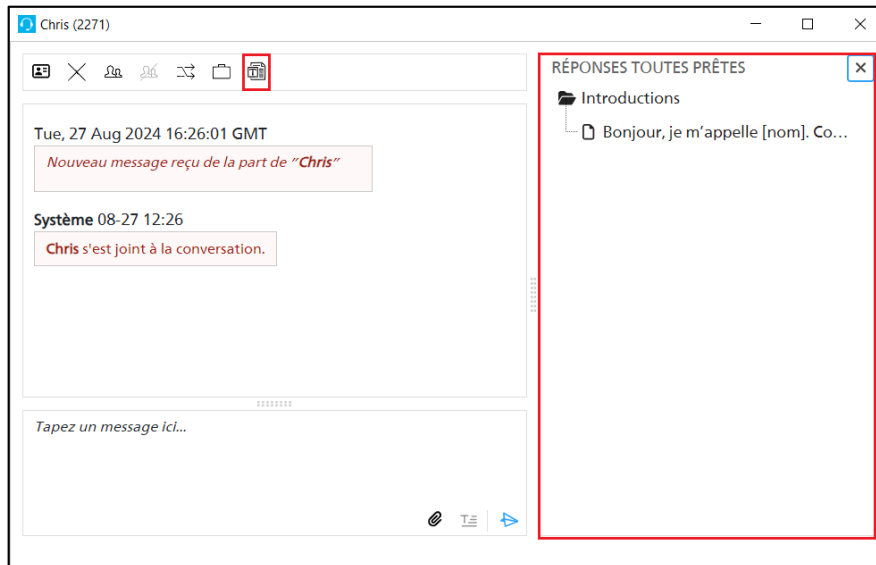 Chris (2271)
RÉPONSES TOUTES PRÊTES
Introductions
Bonjour, je m’appelle [nom]. Co...
Tue, 27 Aug 2024 16:26:01 GMT
Nouveau message reçu de la part de "Chris"
Système 08-27 12:26
Chris s'est joint à la conversation.
Tapez un message ici...